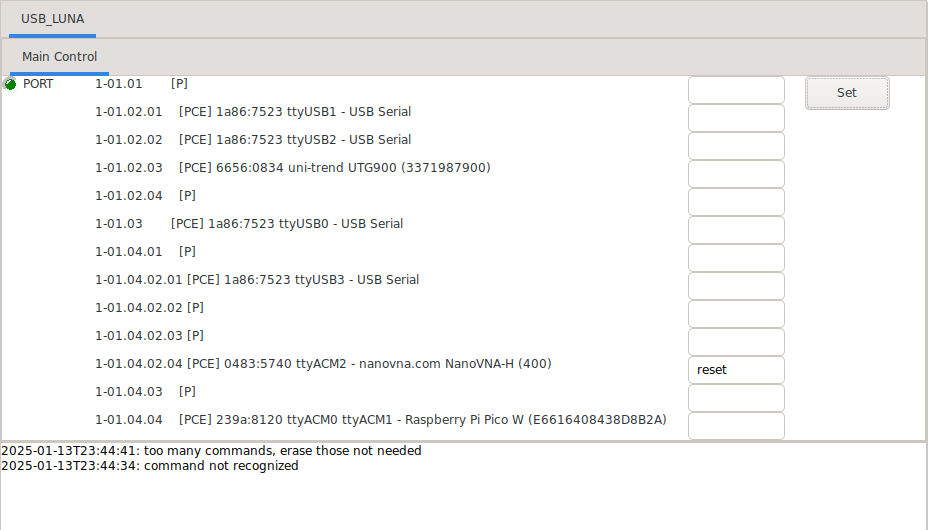 USB_LUNA
Main Control
PORT 1-01.01 [P] Set
1-01.02.01 [PCE] 1a86:7523 ttyUSB1 - USB Serial
1-01.02.02 [PCE] 1a86:7523 ttyUSB2 - USB Serial
1-01.02.03 [PCE] 6656:0834 uni-trend UTG900 (3371987900)
1-01.02.04 [P]
1-01.03 [PCE] 1a86:7523 ttyUSB0 - USB Serial
1-01.04.01 [P]
1-01.04.02.01 [PCE] 1a86:7523 ttyUSB3 - USB Serial
1-01.04.02.02 [P]
1-01.04.02.03 [P]
1-01.04.02.04 [PCE] 0483:5740 ttyACM2 - nanovna.com NanoVNA-H (400) reset
1-01.04.03 [P]
1-01.04.04 [PCE] 239a:8120 ttyACM0 ttyACM1 - Raspberry Pi Pico W (E6616408438D8B2A)
2025-01-13T23:44:41: too many commands, erase those not needed
2025-01-13T23:44:34: command not recognized